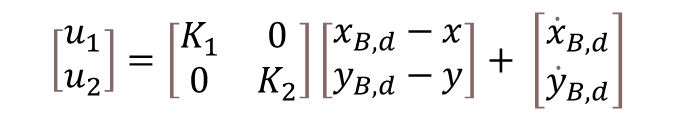 [u₁] = [K₁ 0] [x_{B,d} − x] + [ẋ_{B,d}]
[u₂] [0 K₂] [y_{B,d} − y] [ẏ_{B,d}]